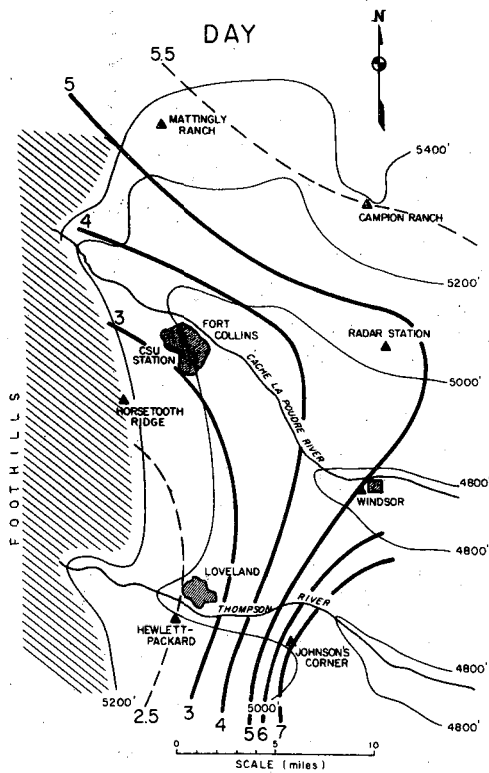 DAY
N
5.5
5
MATTINGLY
RANCH
5400'
CAMPION RANCH
4
5200'
3
FORT
COLLINS
CSU
STATION
RADAR STATION
CACHE LA POUDRE RIVER
5000'
HORSETOOTH
RIDGE
FOOTHILLS
4800'
WINDSOR
4800'
LOVELAND
THOMPSON RIVER
HEWLETT-
PACKARD
JOHNSON'S
CORNER
4800'
5200'
2.5
3
4
5000'
5
6
7
4800'
0 5 10
SCALE (miles)